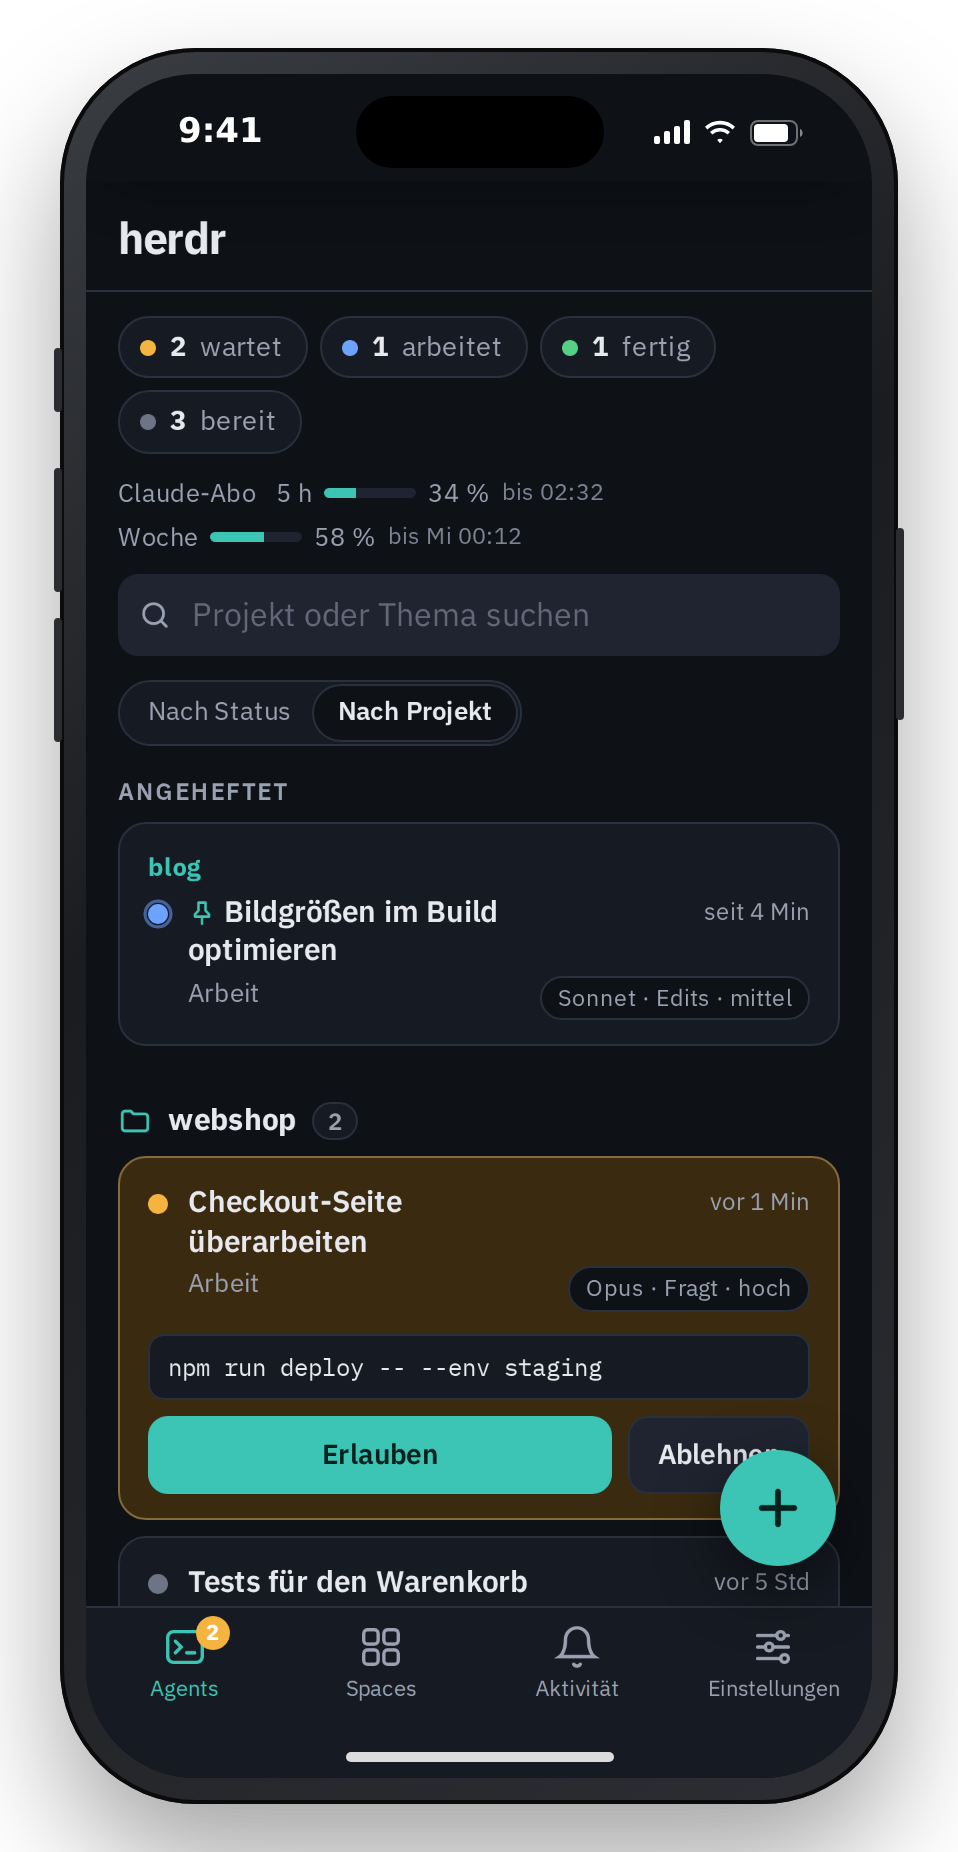 9:41
herdr
2 wartet 1 arbeitet 1 fertig
3 bereit
Claude-Abo 5 h 34 % bis 02:32
Woche 58 % bis Mi 00:12
Projekt oder Thema suchen
Nach Status Nach Projekt
ANGEHEFTET
blog
Bildgrößen im Build seit 4 Min
optimieren
Arbeit Sonnet · Edits · mittel
webshop 2
Checkout-Seite vor 1 Min
überarbeiten
Arbeit Opus · Fragt · hoch
npm run deploy -- --env staging
Erlauben Ablehnen
Tests für den Warenkorb vor 5 Std
2
Agents Spaces Aktivität Einstellungen